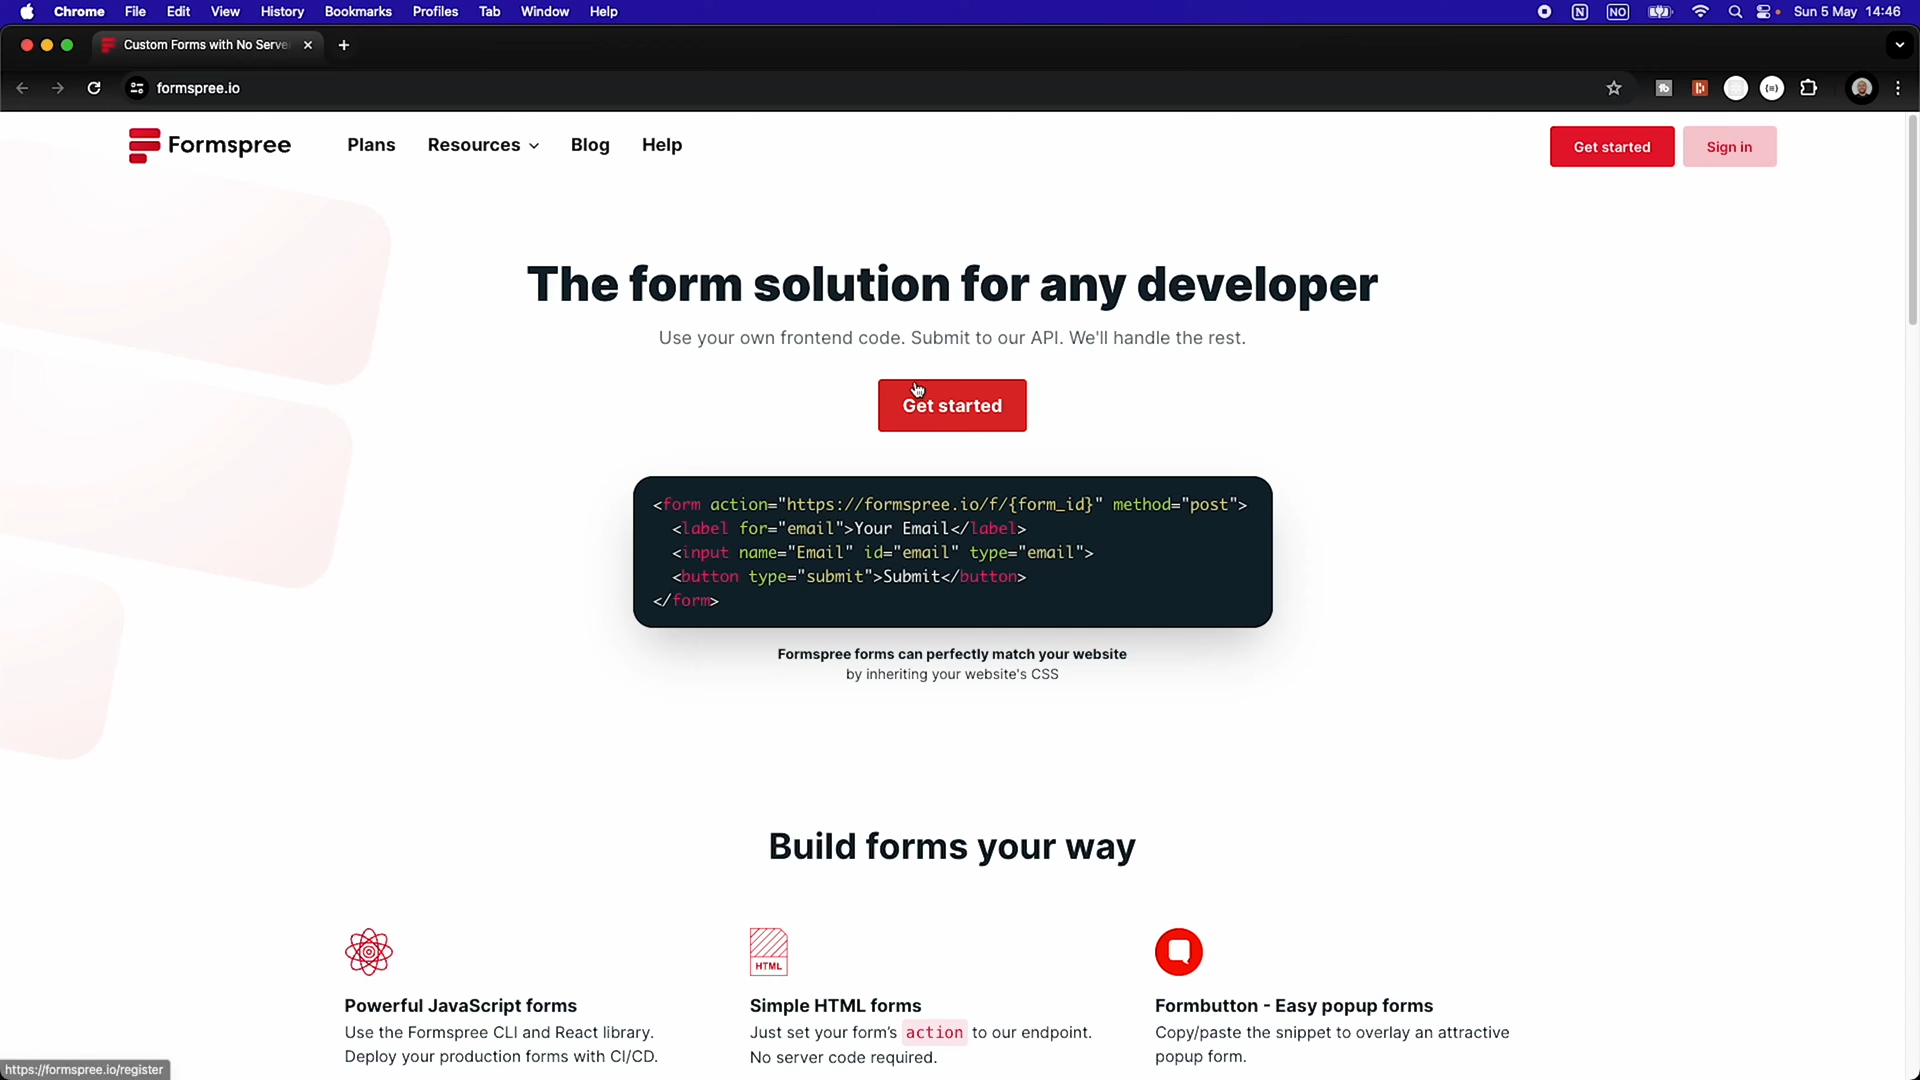 Chrome File Edit View History Bookmarks Profiles Tab Window Help
N NO Sun 5 May 14:46
Custom Forms with No Serve
formspree.io
Formspree Plans Resources Blog Help Get started Sign in
The form solution for any developer
Use your own frontend code. Submit to our API. We'll handle the rest.
Get started
<form action="https://formspree.io/f/{form_id}" method="post">
<label for="email">Your Email</label>
<input name="Email" id="email" type="email">
<button type="submit">Submit</button>
</form>
Formspree forms can perfectly match your website
by inheriting your website's CSS
Build forms your way
HTML
Powerful JavaScript forms
Use the Formspree CLI and React library.
Deploy your production forms with CI/CD.
Simple HTML forms
Just set your form's action to our endpoint.
No server code required.
Formbutton - Easy popup forms
Copy/paste the snippet to overlay an attractive
popup form.
https://formspree.io/register